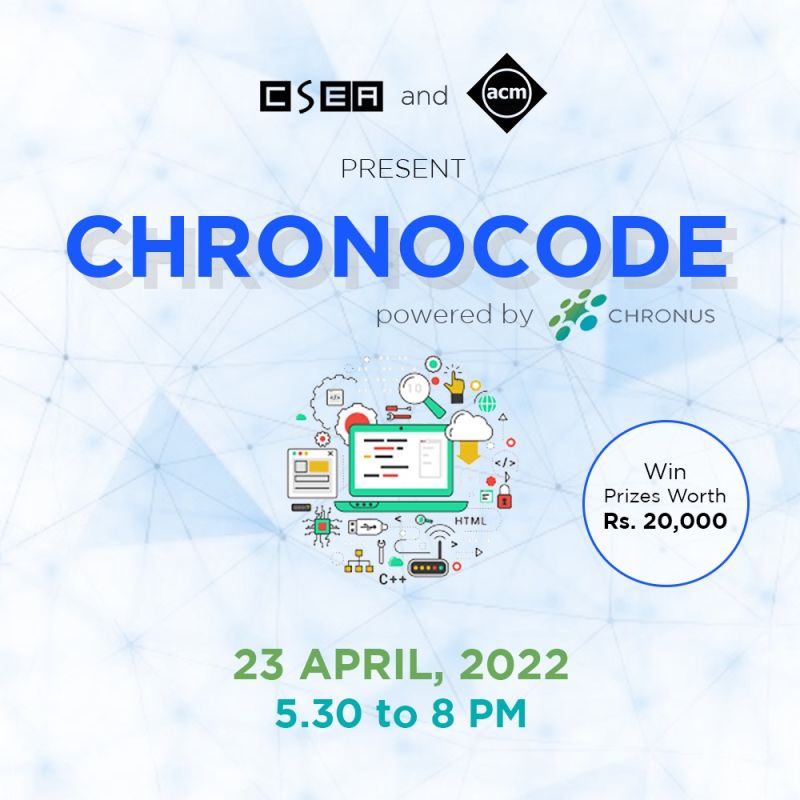 CSEA and acm
PRESENT
CHRONOCODE
powered by CHRONUS
10
</>
</>
HTML
C++
Win
Prizes Worth
Rs. 20,000
23 APRIL, 2022
5.30 to 8 PM